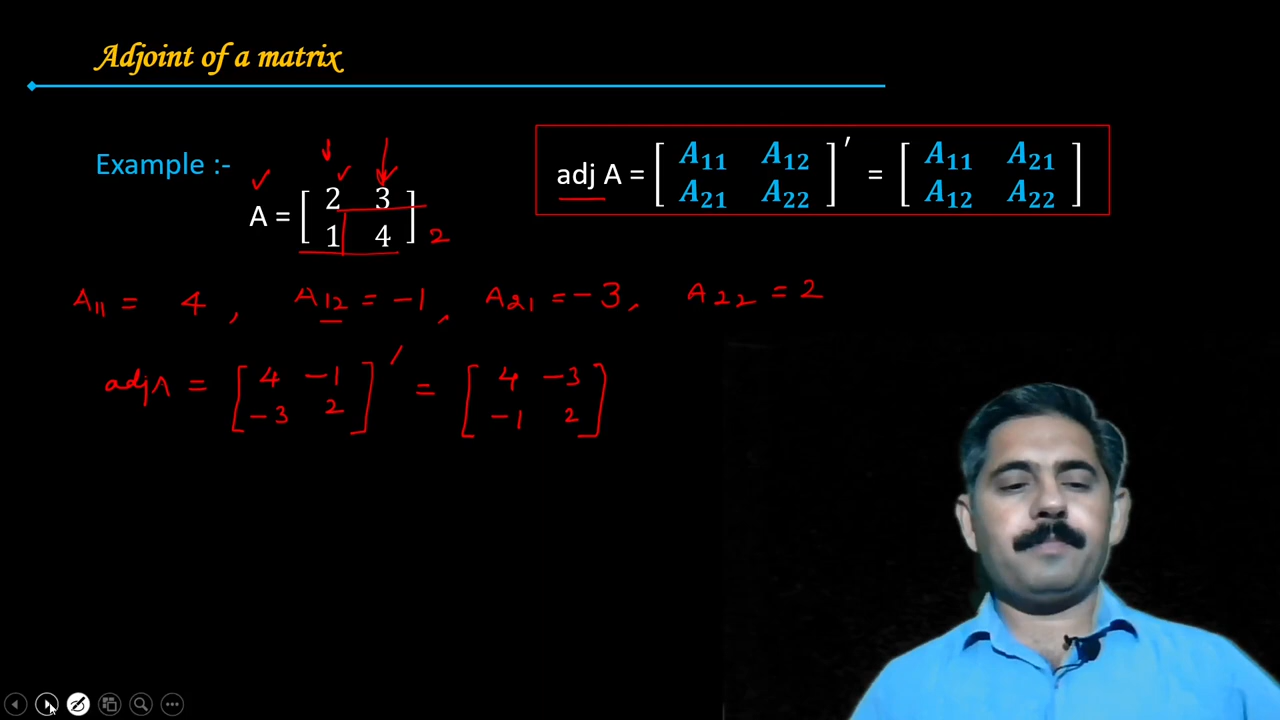 Adjoint of a matrix
Example :-
A = [ 2 3
1 4 ] 2
adj A = [ A₁₁ A₁₂
A₂₁ A₂₂ ]′ = [ A₁₁ A₂₁
A₁₂ A₂₂ ]
A₁₁ = 4 , A₁₂ = -1 , A₂₁ = -3 , A₂₂ = 2
adjA = [ 4 -1
-3 2 ]′ = [ 4 -3
-1 2 ]